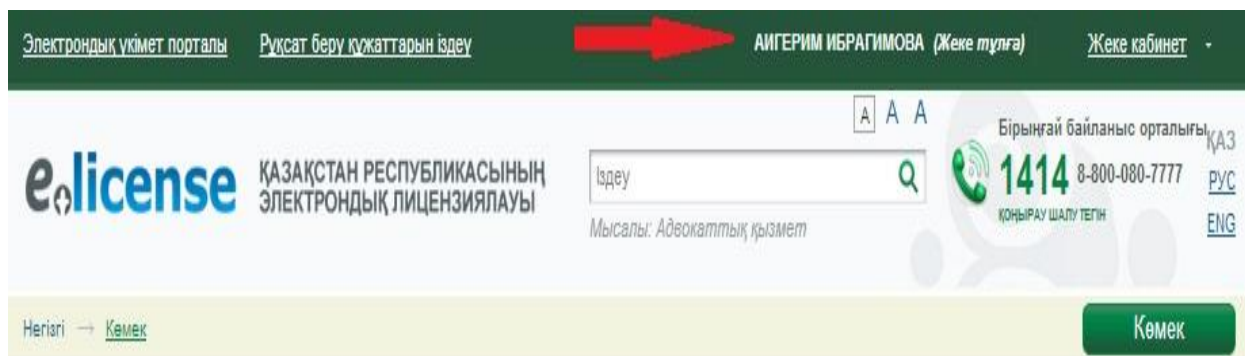 Электрондық үкімет порталы Рұқсат беру құжаттарын іздеу АИГЕРИМ ИБРАГИМОВА (Жеке тұлға) Жеке кабинет
A A A
Бірыңғай байланыс орталығы
ҚАЗ
e.license ҚАЗАҚСТАН РЕСПУБЛИКАСЫНЫҢ
ЭЛЕКТРОНДЫҚ ЛИЦЕНЗИЯЛАУЫ
Іздеу
1414 8-800-080-7777
РУС
ҚОҢЫРАУ ШАЛУ ТЕГІН
Мысалы: Адвокаттық қызмет
ENG
Негізгі → Көмек
Көмек